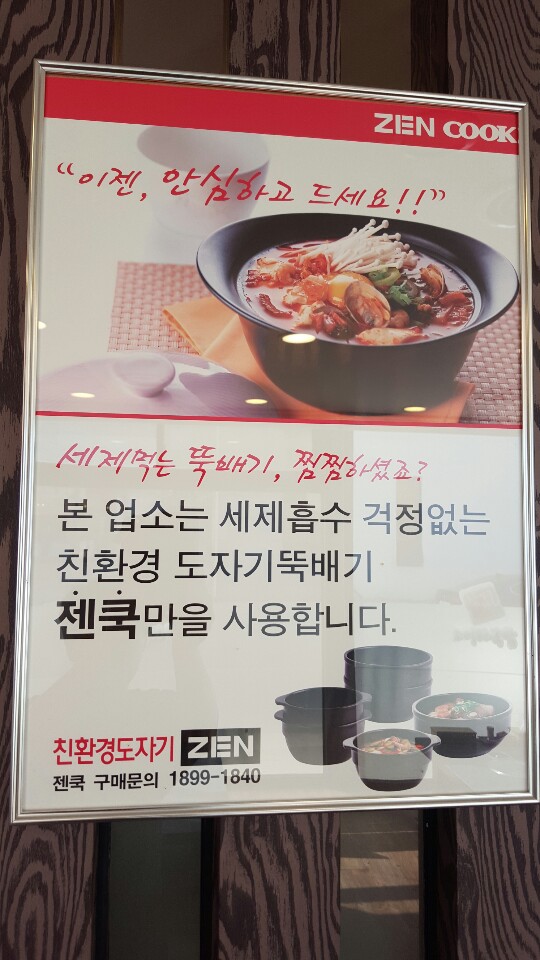 ZEN COOK
"이젠, 안심하고 드세요!!"
세제먹는 뚝배기, 찜찜하셨죠?
본 업소는 세제흡수 걱정없는
친환경 도자기뚝배기
젠쿡만을 사용합니다.
친환경도자기 ZEN
젠쿡 구매문의 1899-1840